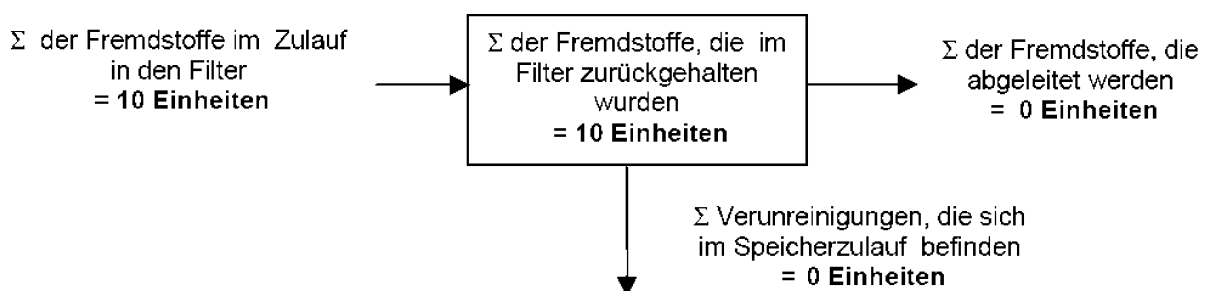 Σ der Fremdstoffe im Zulauf
in den Filter
= 10 Einheiten
Σ der Fremdstoffe, die im
Filter zurückgehalten
wurden
= 10 Einheiten
Σ der Fremdstoffe, die
abgeleitet werden
= 0 Einheiten
Σ Verunreinigungen, die sich
im Speicherzulauf befinden
= 0 Einheiten